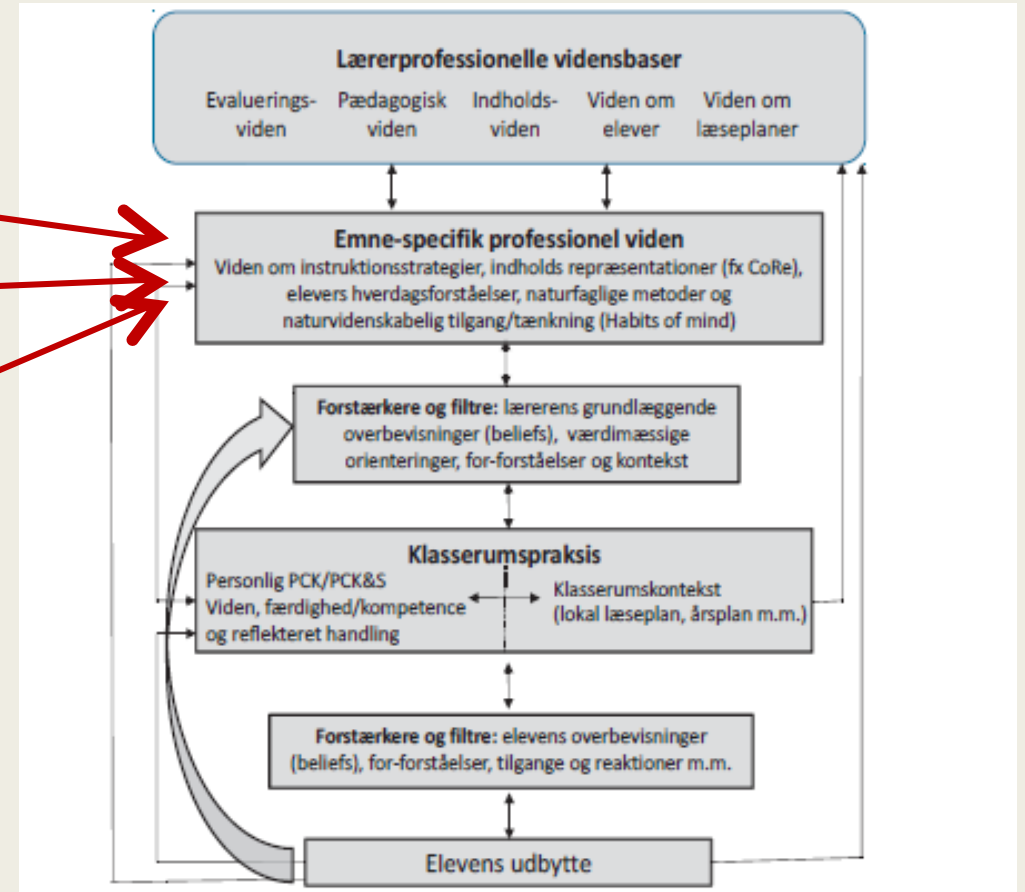 Lærerprofessionelle vidensbaser
Evaluerings-
viden
Pædagogisk
viden
Indholds-
viden
Viden om
elever
Viden om
læseplaner
Emne-specifik professionel viden
Viden om instruktionsstrategier, indholds repræsentationer (fx CoRe),
elevers hverdagsforståelser, naturfaglige metoder og
naturvidenskabelig tilgang/tænkning (Habits of mind)
Forstærkere og filtre: lærerens grundlæggende
overbevisninger (beliefs), værdimæssige
orienteringer, for-forståelser og kontekst
Klasserumspraksis
Personlig PCK/PCK&S
Viden, færdighed/kompetence
og reflekteret handling
Klasserumskontekst
(lokal læseplan, årsplan m.m.)
Forstærkere og filtre: elevens overbevisninger
(beliefs), for-forståelser, tilgange og reaktioner m.m.
Elevens udbytte